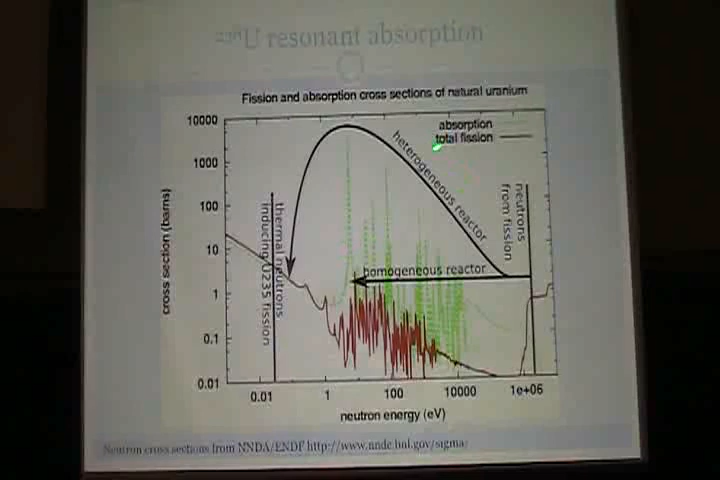 238U resonant absorption
Fission and absorption cross sections of natural uranium
absorption
total fission
cross section (barns)
10000
1000
100
10
1
0.1
0.01
heterogeneous reactor
homogeneous reactor
neutrons
from fission
thermal neutrons
inducing U235 fission
0.01
1
100
10000
1e+06
neutron energy (eV)
Neutron cross sections from NNDA/ENDF http://www.nndc.bnl.gov/sigma/